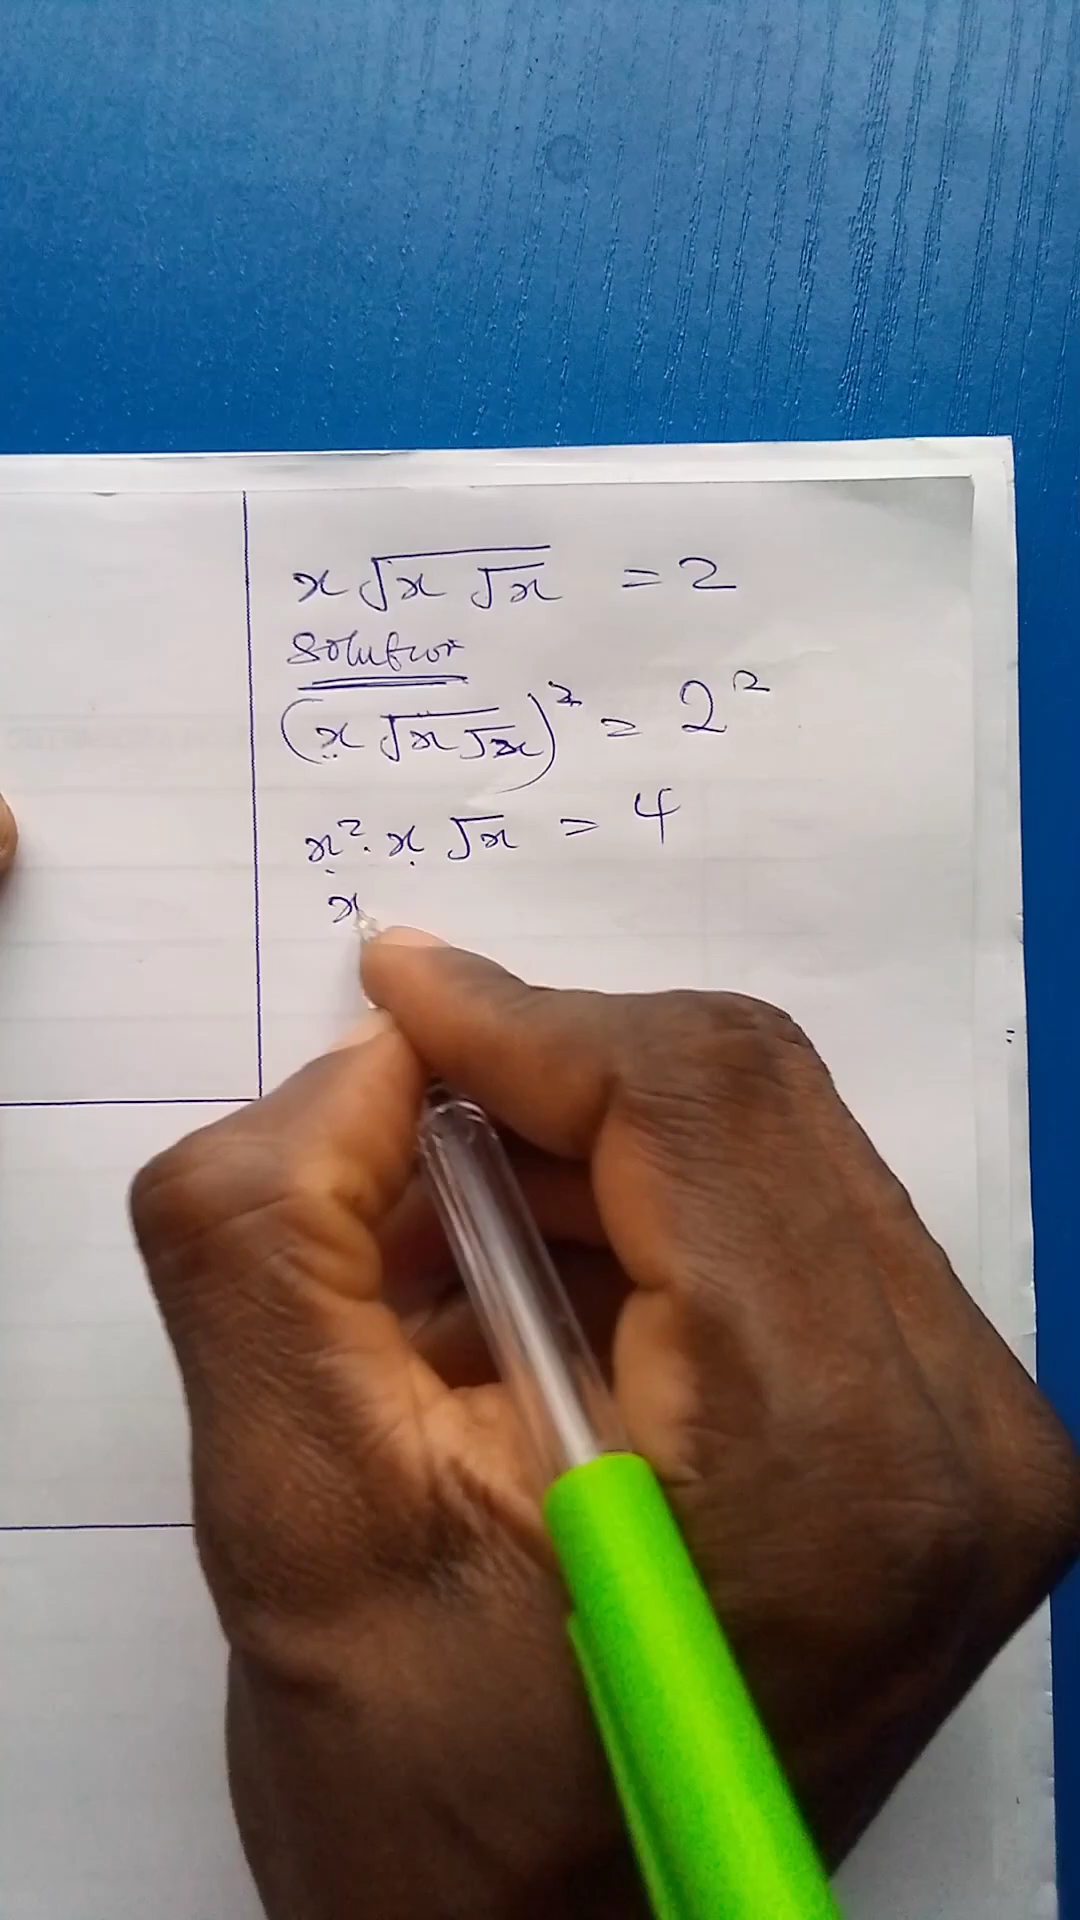 x√(x√x) = 2
Solution
(x√(x√x))² = 2²
x² · x√x = 4
x